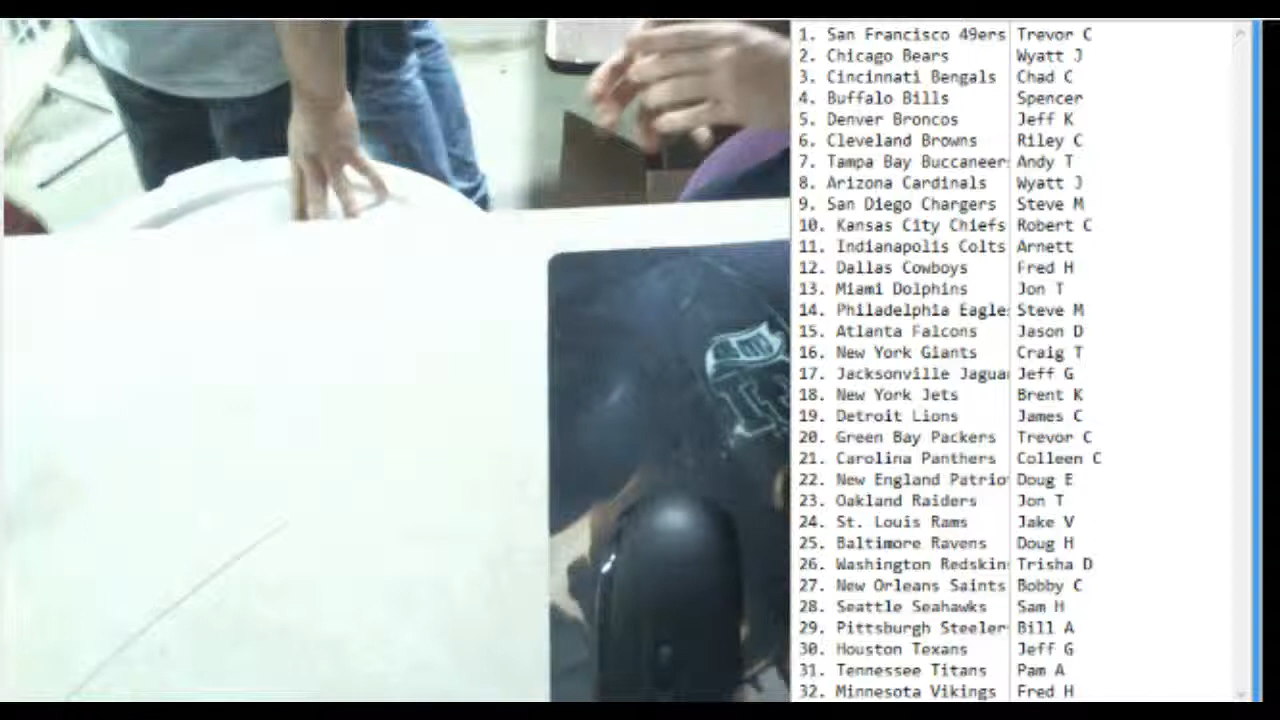 1. San Francisco 49ers Trevor C
2. Chicago Bears Wyatt J
3. Cincinnati Bengals Chad C
4. Buffalo Bills Spencer
5. Denver Broncos Jeff K
6. Cleveland Browns Riley C
7. Tampa Bay Buccaneer Andy T
8. Arizona Cardinals Wyatt J
9. San Diego Chargers Steve M
10. Kansas City Chiefs Robert C
11. Indianapolis Colts Arnett
12. Dallas Cowboys Fred H
13. Miami Dolphins Jon T
14. Philadelphia Eagle Steve M
15. Atlanta Falcons Jason D
16. New York Giants Craig T
17. Jacksonville Jagua Jeff G
18. New York Jets Brent K
19. Detroit Lions James C
20. Green Bay Packers Trevor C
21. Carolina Panthers Colleen C
22. New England Patrio Doug E
23. Oakland Raiders Jon T
24. St. Louis Rams Jake V
25. Baltimore Ravens Doug H
26. Washington Redskin Trisha D
27. New Orleans Saints Bobby C
28. Seattle Seahawks Sam H
29. Pittsburgh Steeler Bill A
30. Houston Texans Jeff G
31. Tennessee Titans Pam A
32. Minnesota Vikings Fred H